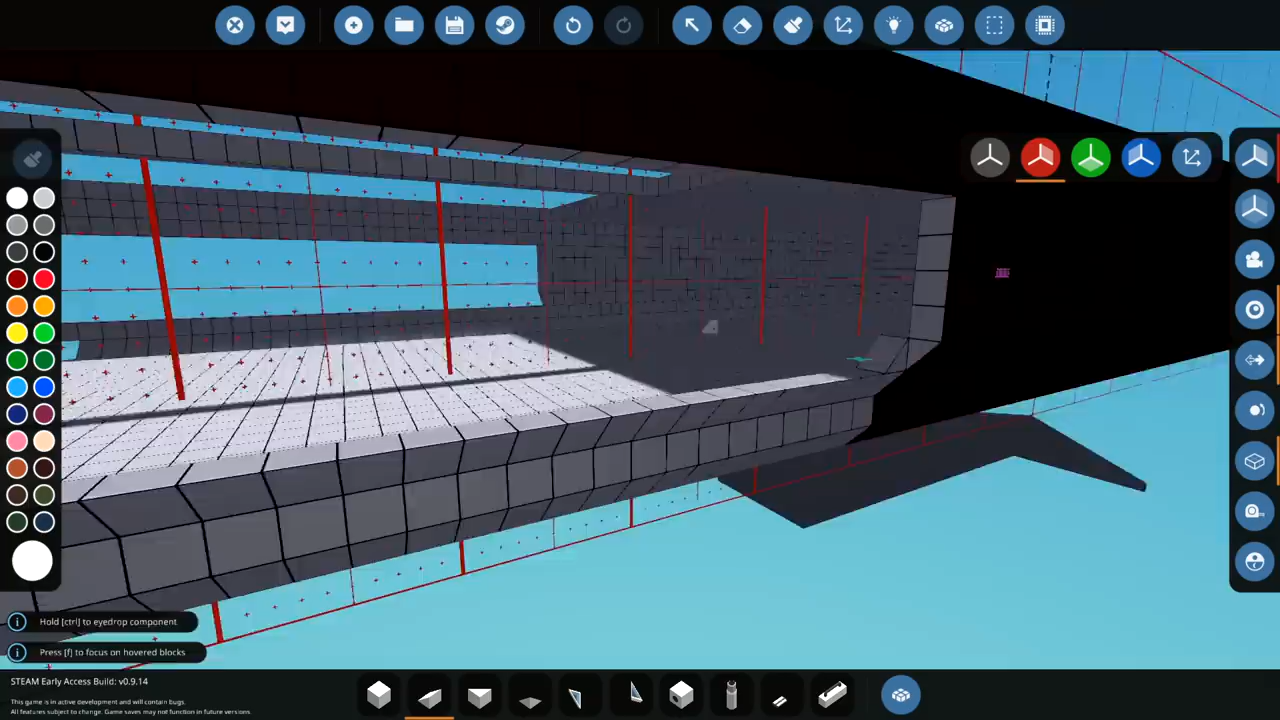 Hold [ctrl] to eyedrop component
Press [f] to focus on hovered blocks
STEAM Early Access Build: v0.9.14
This game is in active development and will contain bugs.
All features subject to change. Game saves may not function in future versions.